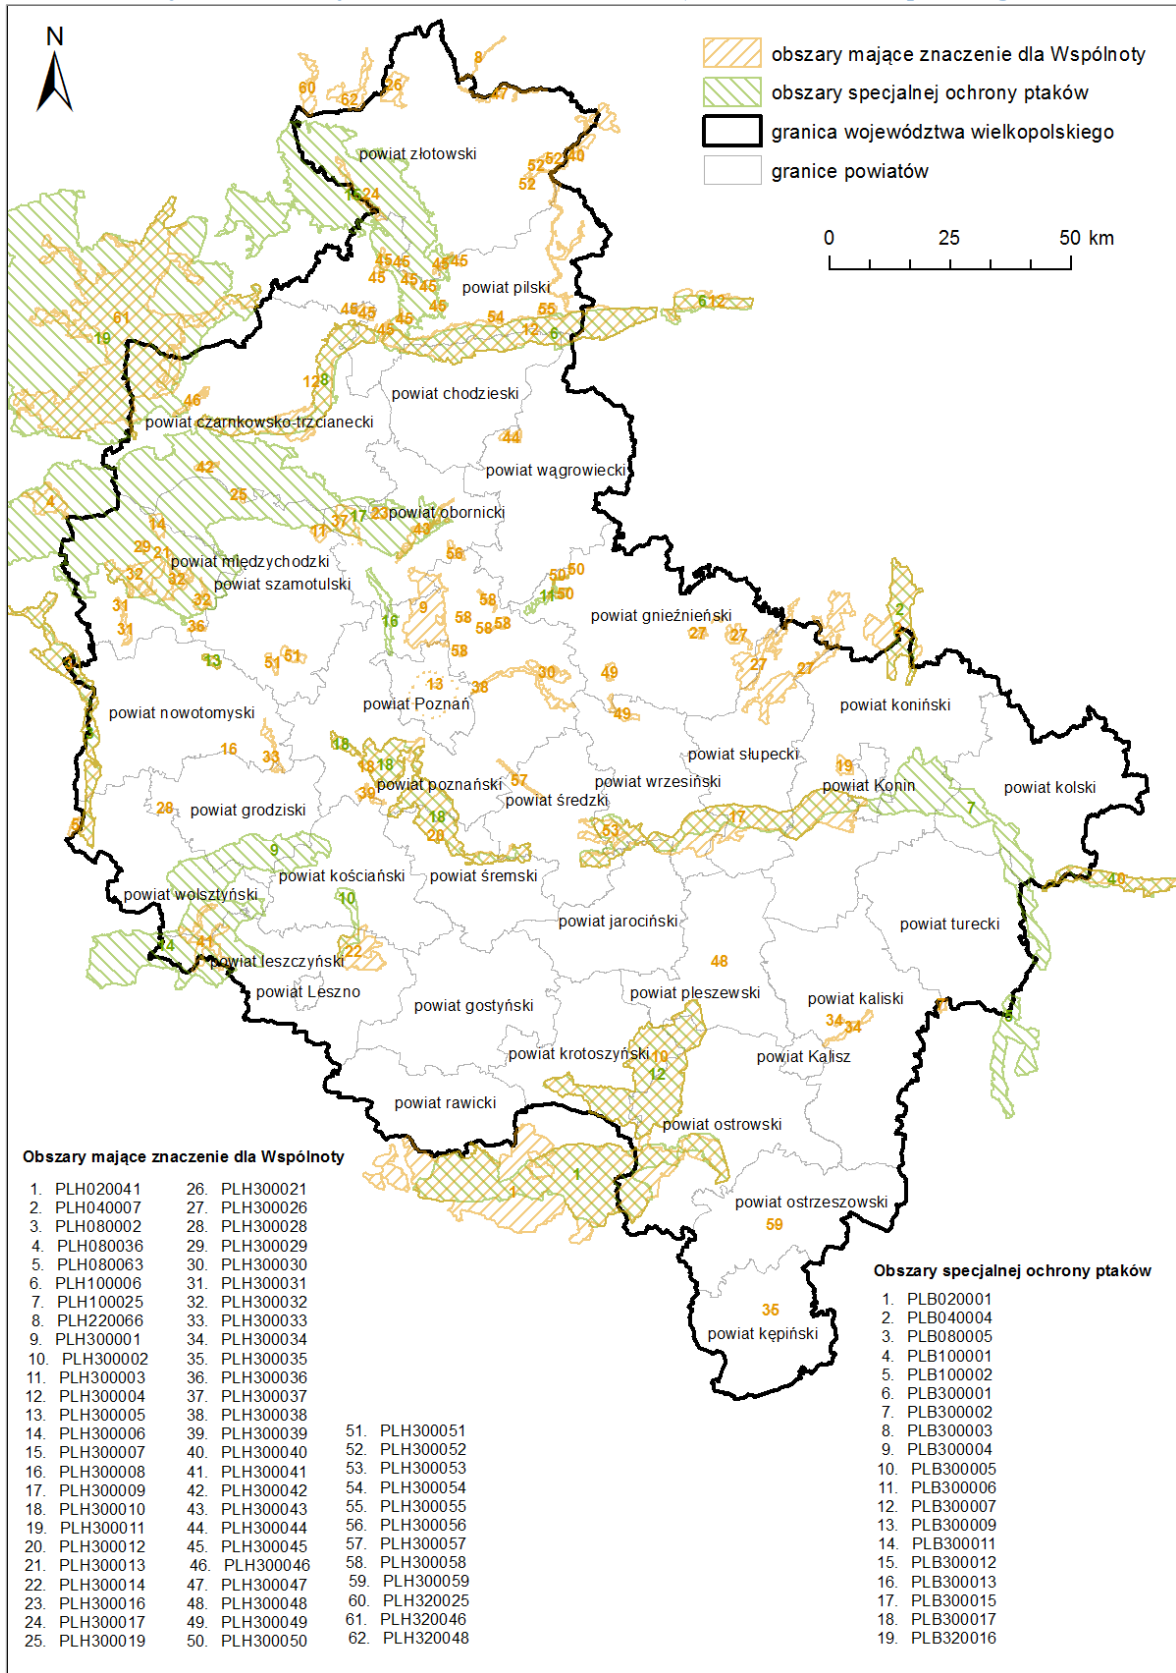 N
obszary mające znaczenie dla Wspólnoty
obszary specjalnej ochrony ptaków
granica województwa wielkopolskiego
granice powiatów
0 25 50 km
powiat złotowski
powiat pilski
powiat chodzieski
powiat czarnkowsko-trzcianecki
powiat wągrowiecki
powiat obornicki
powiat międzychodzki
powiat szamotulski
powiat gnieźnieński
powiat nowotomyski
powiat Poznań
powiat koniński
powiat słupecki
powiat poznański
powiat wrzesiński
powiat Konin
powiat kolski
powiat średzki
powiat grodziski
powiat kościański
powiat śremski
powiat wolsztyński
powiat jarociński
powiat turecki
powiat leszczyński
powiat Leszno
powiat gostyński
powiat pleszewski
powiat kaliski
powiat krotoszyński
powiat Kalisz
powiat rawicki
powiat ostrowski
powiat ostrzeszowski
powiat kępiński
Obszary mające znaczenie dla Wspólnoty
1. PLH020041
2. PLH040007
3. PLH080002
4. PLH080036
5. PLH080063
6. PLH100006
7. PLH100025
8. PLH220066
9. PLH300001
10. PLH300002
11. PLH300003
12. PLH300004
13. PLH300005
14. PLH300006
15. PLH300007
16. PLH300008
17. PLH300009
18. PLH300010
19. PLH300011
20. PLH300012
21. PLH300013
22. PLH300014
23. PLH300016
24. PLH300017
25. PLH300019
26. PLH300021
27. PLH300026
28. PLH300028
29. PLH300029
30. PLH300030
31. PLH300031
32. PLH300032
33. PLH300033
34. PLH300034
35. PLH300035
36. PLH300036
37. PLH300037
38. PLH300038
39. PLH300039
40. PLH300040
41. PLH300041
42. PLH300042
43. PLH300043
44. PLH300044
45. PLH300045
46. PLH300046
47. PLH300047
48. PLH300048
49. PLH300049
50. PLH300050
51. PLH300051
52. PLH300052
53. PLH300053
54. PLH300054
55. PLH300055
56. PLH300056
57. PLH300057
58. PLH300058
59. PLH300059
60. PLH320025
61. PLH320046
62. PLH320048
Obszary specjalnej ochrony ptaków
1. PLB020001
2. PLB040004
3. PLB080005
4. PLB100001
5. PLB100002
6. PLB300001
7. PLB300002
8. PLB300003
9. PLB300004
10. PLB300005
11. PLB300006
12. PLB300007
13. PLB300009
14. PLB300011
15. PLB300012
16. PLB300013
17. PLB300015
18. PLB300017
19. PLB320016